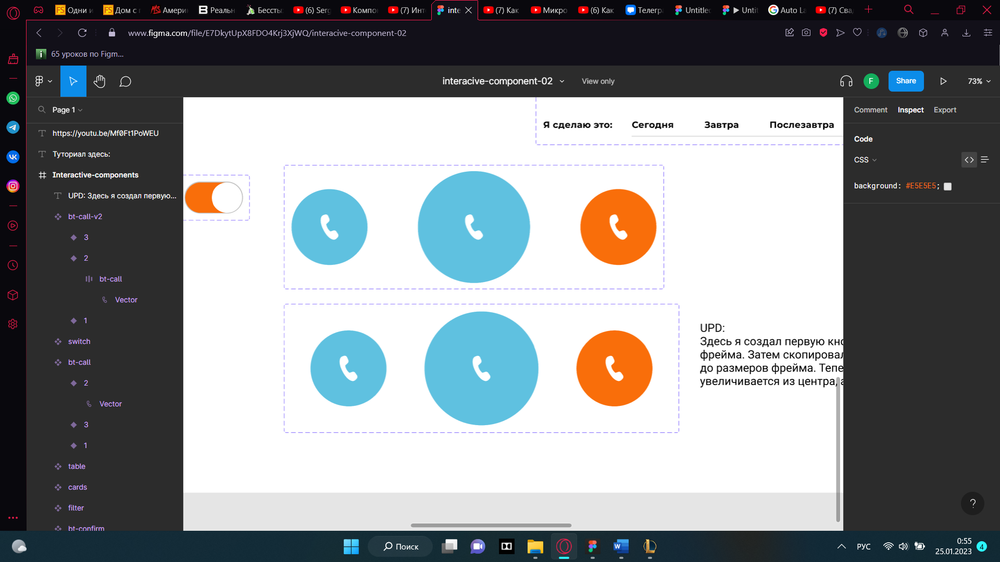 Одни и
Дом с г
Амери
Реальн
Бессты
(6) Serg
Компо
(7) Инт
inte
(7) Как
Микро
(6) Как
Телегр
Untitled
▶ Unti
Auto La
(7) Сва
www.figma.com/file/E7DkytUpX8FDO4Krj3XjWQ/interacive-component-02
65 уроков по Figm...
interacive-component-02
View only
F
Share
73%
Page 1
https://youtu.be/Mf0Ft1PoWEU
Туториал здесь:
Interactive-components
UPD: Здесь я создал первую...
bt-call-v2
3
2
bt-call
Vector
1
switch
bt-call
2
Vector
3
1
table
cards
filter
bt-confirm
Я сделаю это:
Сегодня
Завтра
Послезавтра
UPD:
Здесь я создал первую кно
фрейма. Затем скопировал
до размеров фрейма. Тепе
увеличивается из центра, а
Comment
Inspect
Export
Code
CSS
background: #E5E5E5;
?
Поиск
РУС
0:55
25.01.2023
4